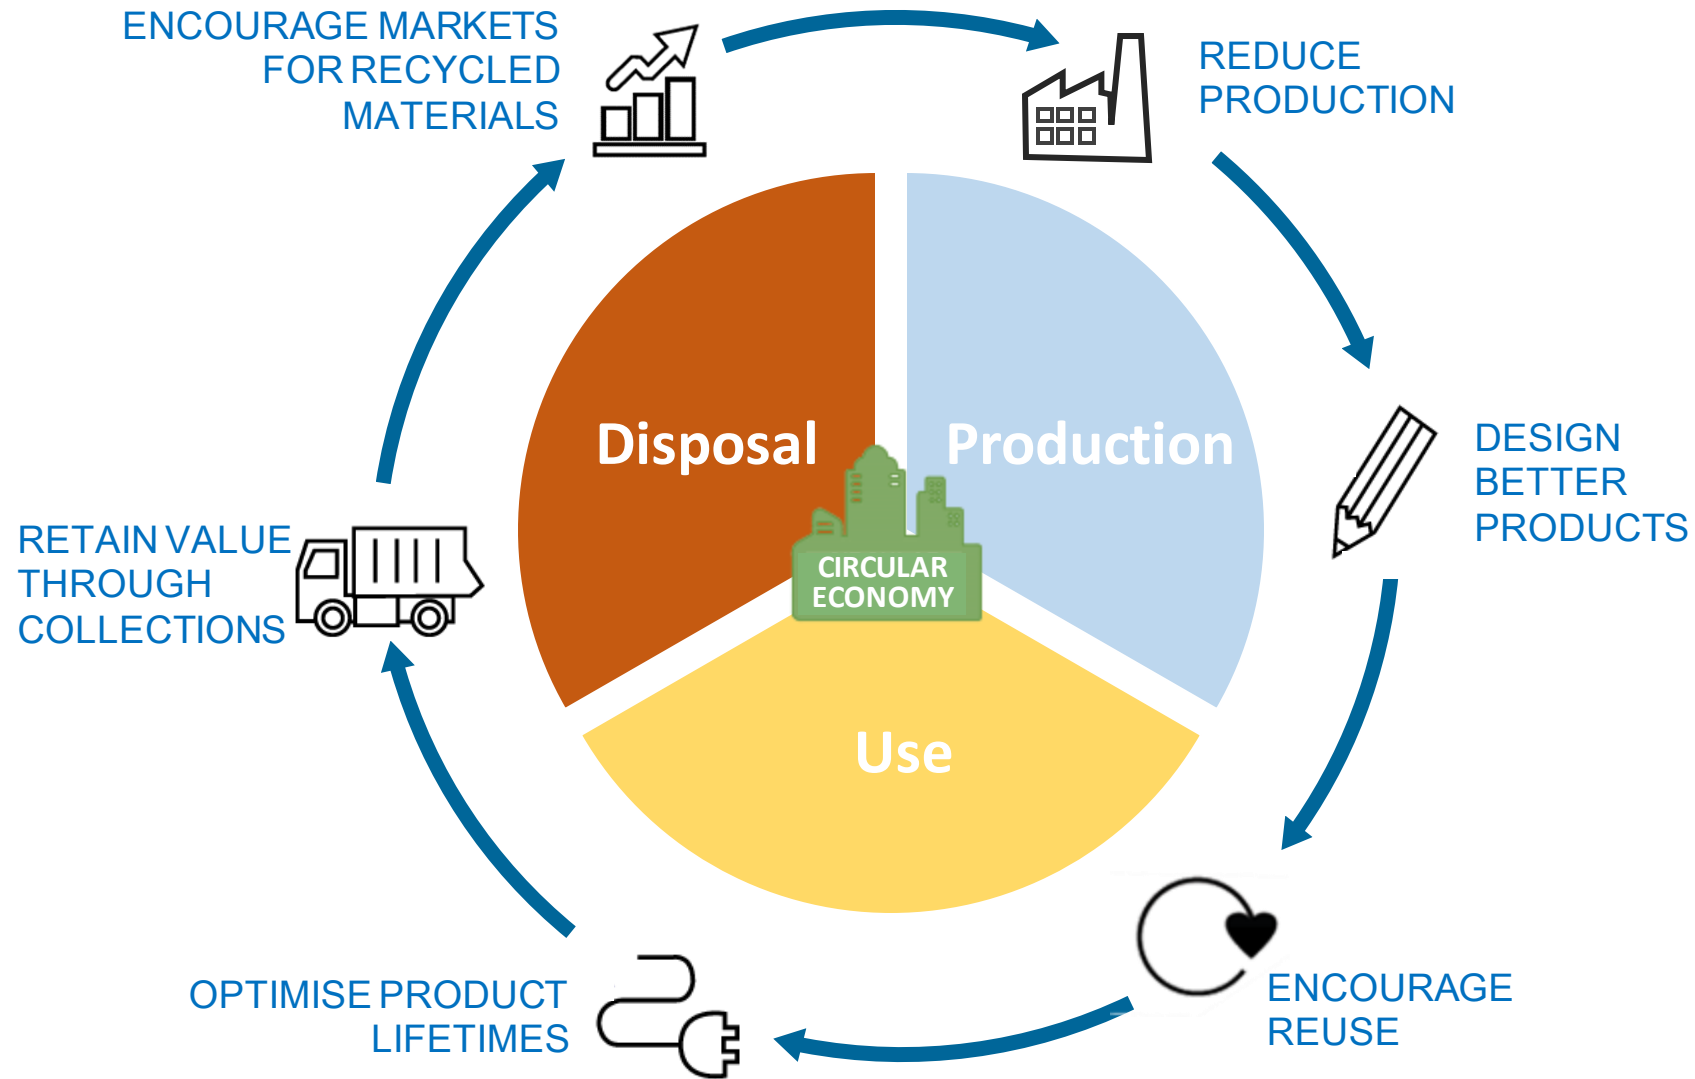 ENCOURAGE MARKETS
FOR RECYCLED
MATERIALS
REDUCE
PRODUCTION
DESIGN
BETTER
PRODUCTS
ENCOURAGE
REUSE
OPTIMISE PRODUCT
LIFETIMES
RETAIN VALUE
THROUGH
COLLECTIONS
Disposal
Production
Use
CIRCULAR
ECONOMY